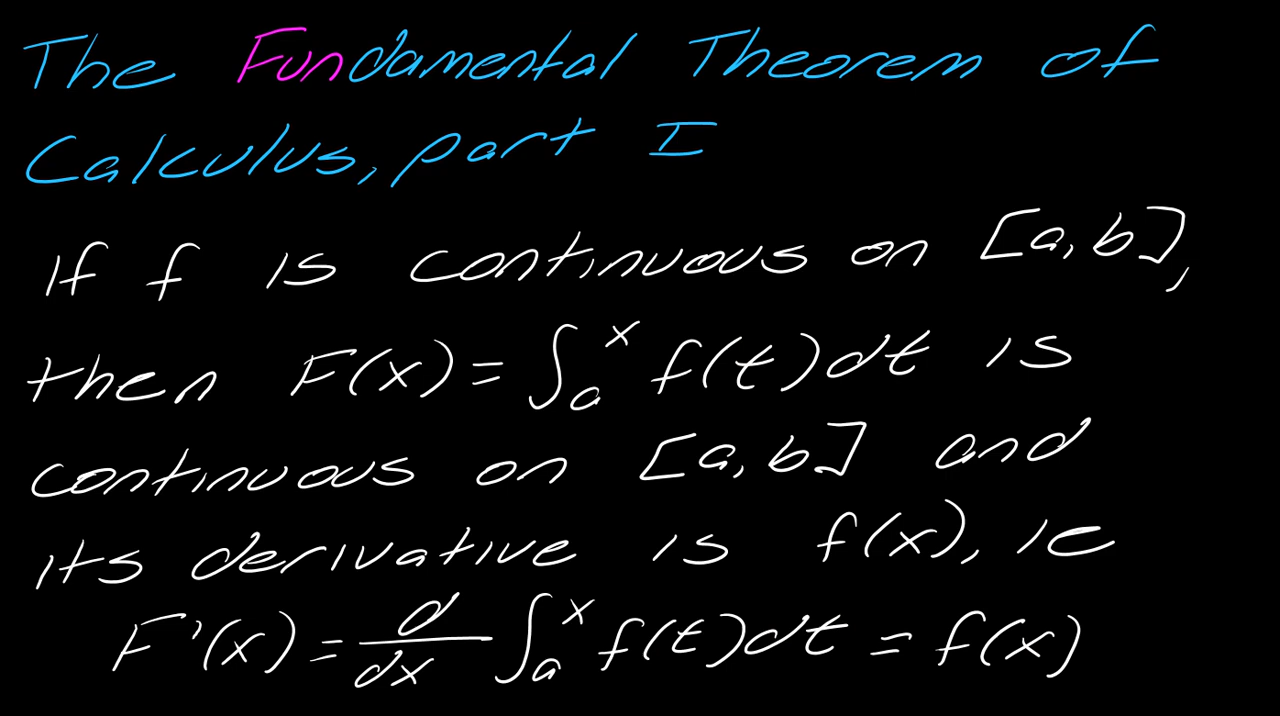 The Fundamental Theorem of
Calculus, part I
If f is continuous on [a,b],
then F(x) = ∫ₐˣ f(t)dt is
continuous on [a,b] and
its derivative is f(x), ie
F'(x) = d/dx ∫ₐˣ f(t)dt = f(x)